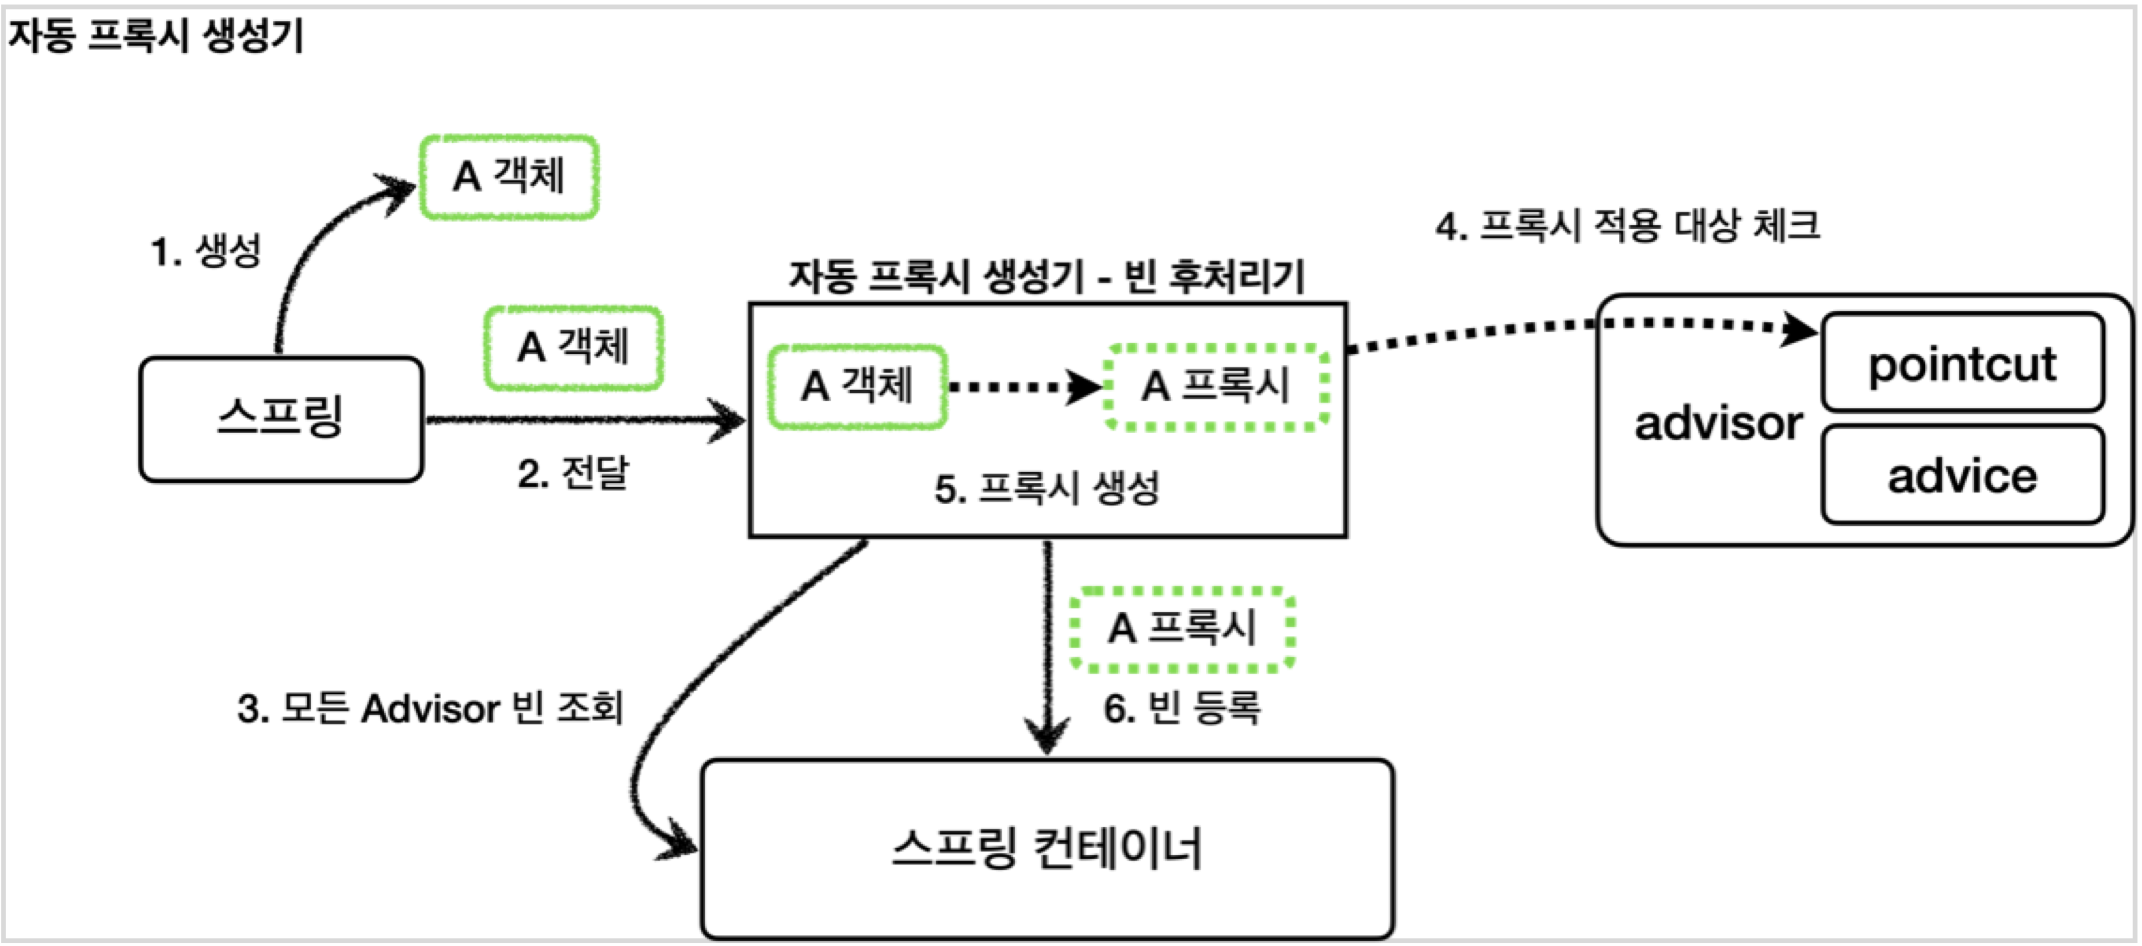 자동 프록시 생성기
A 객체
1. 생성
4. 프록시 적용 대상 체크
자동 프록시 생성기 - 빈 후처리기
A 객체
스프링
2. 전달
A 객체
A 프록시
5. 프록시 생성
advisor
pointcut
advice
3. 모든 Advisor 빈 조회
A 프록시
6. 빈 등록
스프링 컨테이너